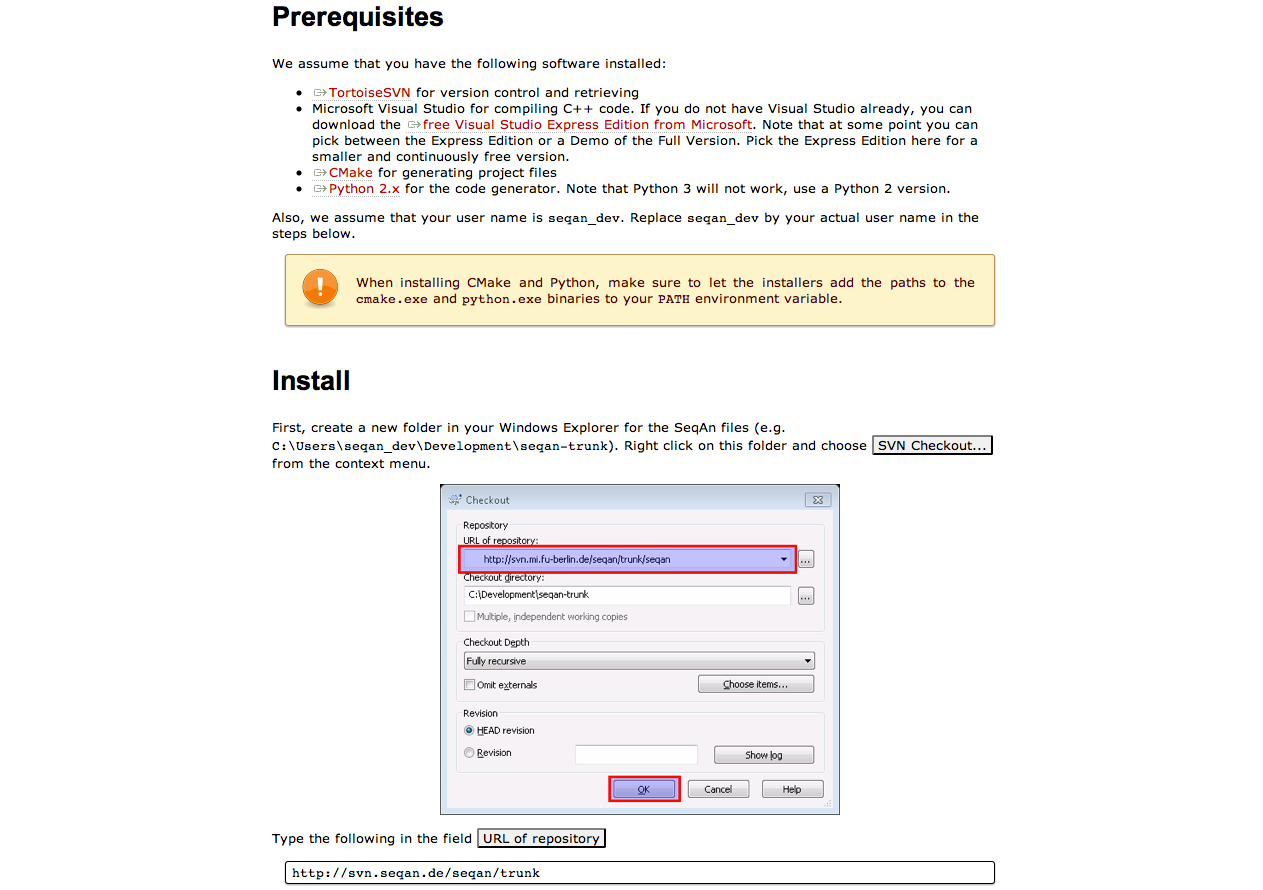 Prerequisites
We assume that you have the following software installed:
• TortoiseSVN for version control and retrieving
• Microsoft Visual Studio for compiling C++ code. If you do not have Visual Studio already, you can
download the free Visual Studio Express Edition from Microsoft. Note that at some point you can
pick between the Express Edition or a Demo of the Full Version. Pick the Express Edition here for a
smaller and continuously free version.
• CMake for generating project files
• Python 2.x for the code generator. Note that Python 3 will not work, use a Python 2 version.
Also, we assume that your user name is seqan_dev. Replace seqan_dev by your actual user name in the
steps below.
When installing CMake and Python, make sure to let the installers add the paths to the
cmake.exe and python.exe binaries to your PATH environment variable.
Install
First, create a new folder in your Windows Explorer for the SeqAn files (e.g.
C:\Users\seqan_dev\Development\seqan-trunk). Right click on this folder and choose SVN Checkout...
from the context menu.
Checkout
Repository
URL of repository:
http://svn.mi.fu-berlin.de/seqan/trunk/seqan
...
Checkout directory:
C:\Development\seqan-trunk
...
Multiple, independent working copies
Checkout Depth
Fully recursive
Omit externals
Choose items...
Revision
HEAD revision
Revision
Show log
OK
Cancel
Help
Type the following in the field URL of repository
http://svn.seqan.de/seqan/trunk